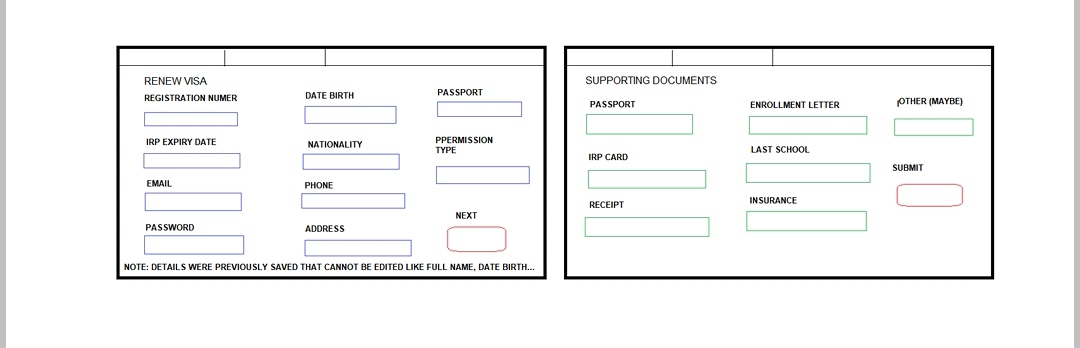 RENEW VISA
REGISTRATION NUMER
IRP EXPIRY DATE
EMAIL
PASSWORD
DATE BIRTH
NATIONALITY
PHONE
ADDRESS
PASSPORT
PPERMISSION
TYPE
NEXT
NOTE: DETAILS WERE PREVIOUSLY SAVED THAT CANNOT BE EDITED LIKE FULL NAME, DATE BIRTH...
SUPPORTING DOCUMENTS
PASSPORT
IRP CARD
RECEIPT
ENROLLMENT LETTER
LAST SCHOOL
INSURANCE
OTHER (MAYBE)
SUBMIT